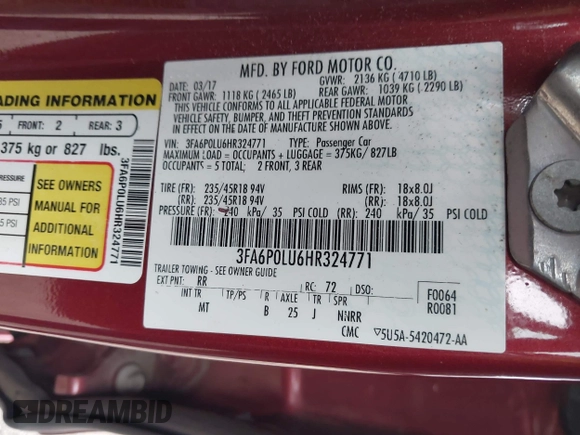 MFD. BY FORD MOTOR CO.
DATE: 03/17 GVWR: 2136 KG ( 4710 LB)
FRONT GAWR: 1118 KG ( 2465 LB) REAR GAWR: 1039 KG ( 2290 LB)
THIS VEHICLE CONFORMS TO ALL APPLICABLE FEDERAL MOTOR
VEHICLE SAFETY, BUMPER, AND THEFT PREVENTION STANDARDS
IN EFFECT ON THE DATE OF MANUFACTURE SHOWN ABOVE.
VIN: 3FA6P0LU6HR324771 TYPE: Passenger Car
MAXIMUM LOAD = OCCUPANTS + LUGGAGE = 375KG/ 827LB
OCCUPANTS = 5 TOTAL; 2 FRONT, 3 REAR
TIRE (FR): 235/45R18 94V RIMS (FR): 18x8.0J
(RR): 235/45R18 94V (RR): 18x8.0J
PRESSURE (FR): 240 kPa/ 35 PSI COLD (RR): 240 kPa/35 PSI COLD
3FA6P0LU6HR324771
TRAILER TOWING - SEE OWNER GUIDE
EXT PNT: RR RC: 72 DSO:
F0064
R0081
INT TR TP/PS R AXLE TR SPR
MT B 25 J NNRR
CMC ▽5U5A-5420472-AA
ADING INFORMATION
5 FRONT: 2 REAR: 3
375 kg or 827 lbs.
PRESSURE
35 PSI
SEE OWNERS
MANUAL FOR
ADDITIONAL
INFORMATION
3FA6P0LU6HR324771
DREAMBID